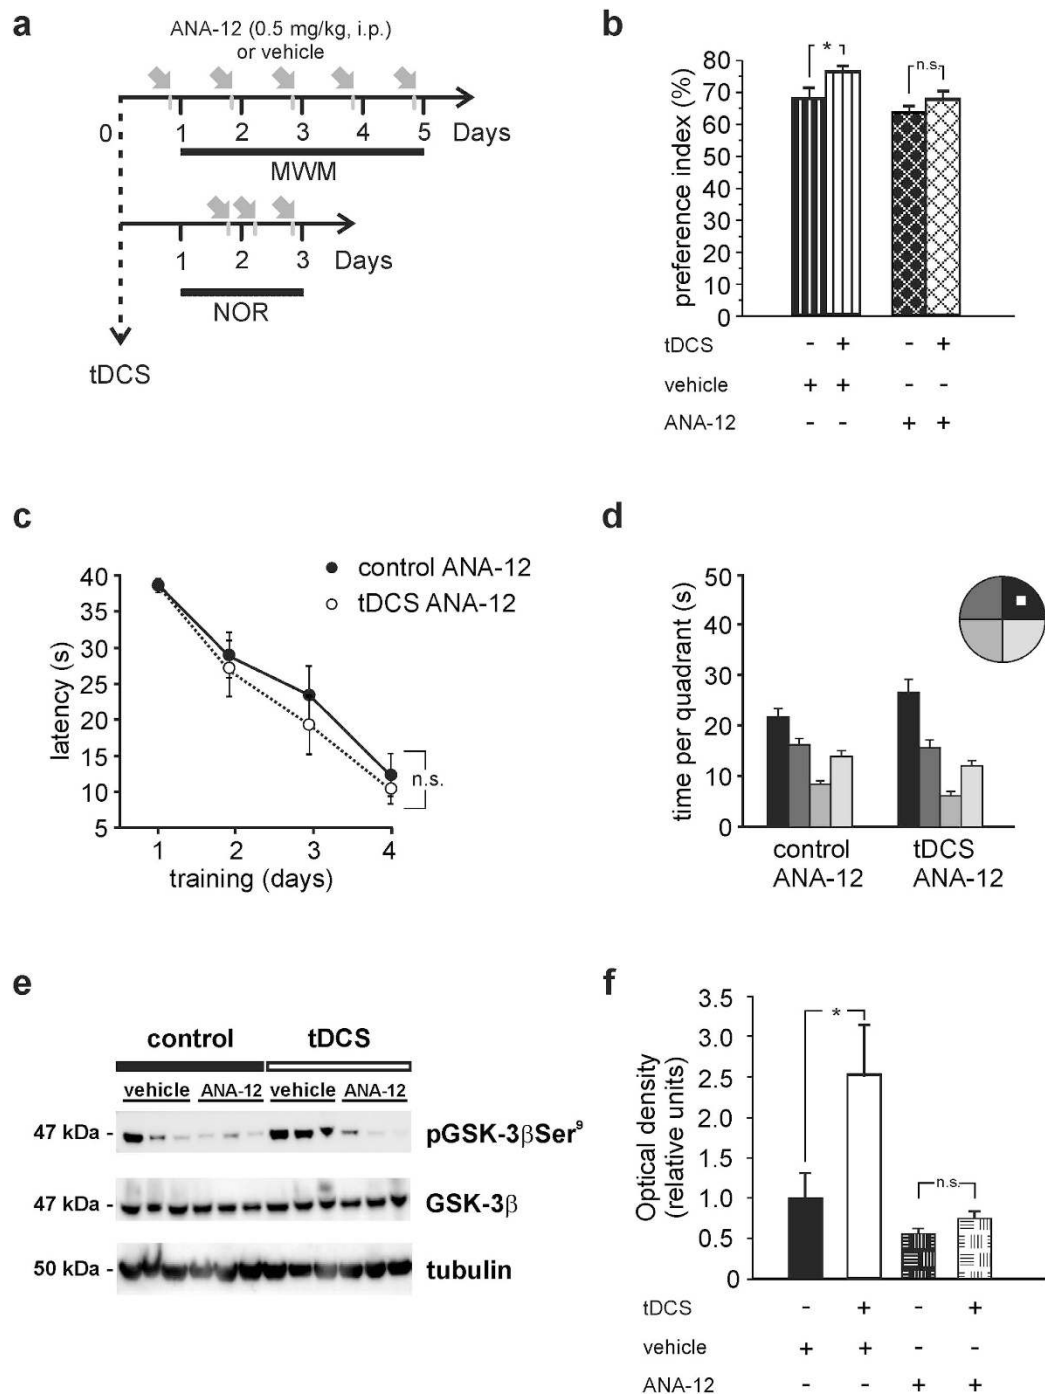 a
ANA-12 (0.5 mg/kg, i.p.)
or vehicle
0 1 2 3 4 5 Days
MWM
1 2 3 Days
NOR
tDCS
b
preference index (%)
80
70
60
50
40
30
20
10
0
*
n.s.
tDCS - + - +
vehicle + + - -
ANA-12 - - + +
c
control ANA-12
tDCS ANA-12
latency (s)
40
35
30
25
20
15
10
5
n.s.
1 2 3 4
training (days)
d
time per quadrant (s)
50
40
30
20
10
0
control tDCS
ANA-12 ANA-12
e
control tDCS
vehicle ANA-12 vehicle ANA-12
47 kDa - pGSK-3βSer⁹
47 kDa - GSK-3β
50 kDa - tubulin
f
Optical density
(relative units)
3.5
3.0
2.5
2.0
1.5
1.0
0.5
0
*
n.s.
tDCS - + - +
vehicle + + - -
ANA-12 - - + +